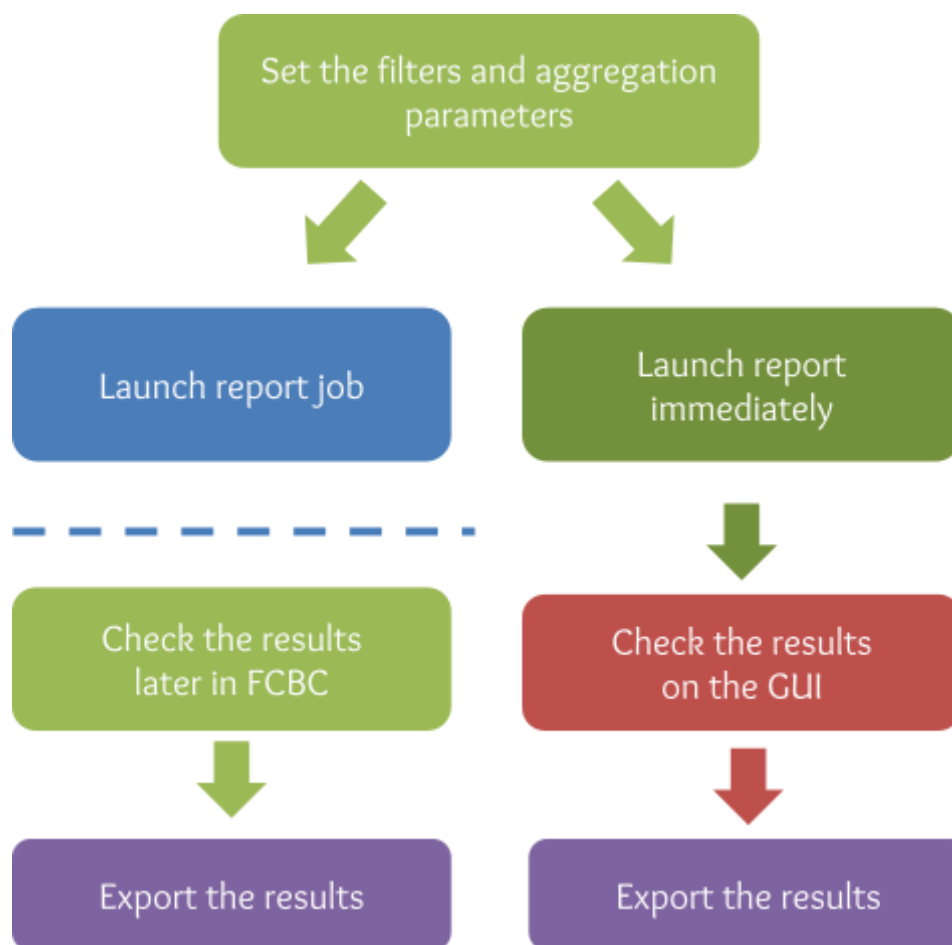 Set the filters and aggregation
parameters
Launch report job
Launch report
immediately
Check the results
later in FCBC
Check the results
on the GUI
Export the results
Export the results